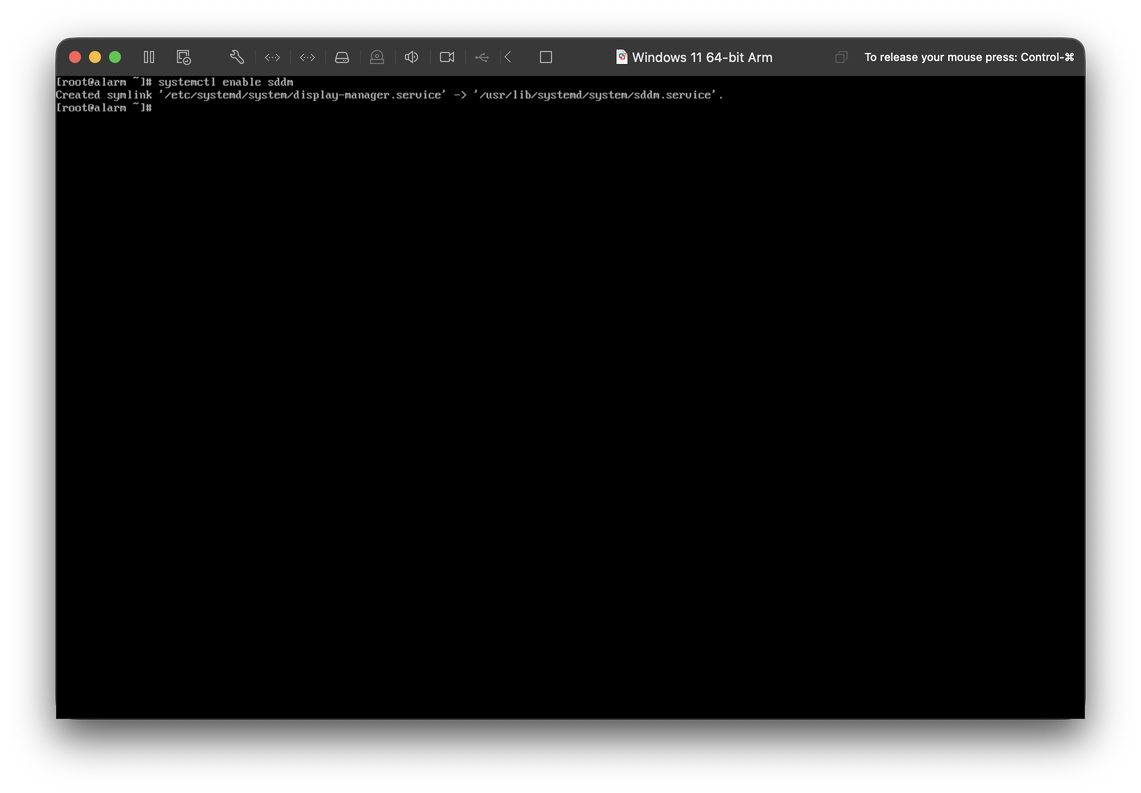 Windows 11 64-bit Arm
To release your mouse press: Control-⌘
[root@alarm ~]# systemctl enable sddm
Created symlink '/etc/systemd/system/display-manager.service' -> '/usr/lib/systemd/system/sddm.service'.
[root@alarm ~]#